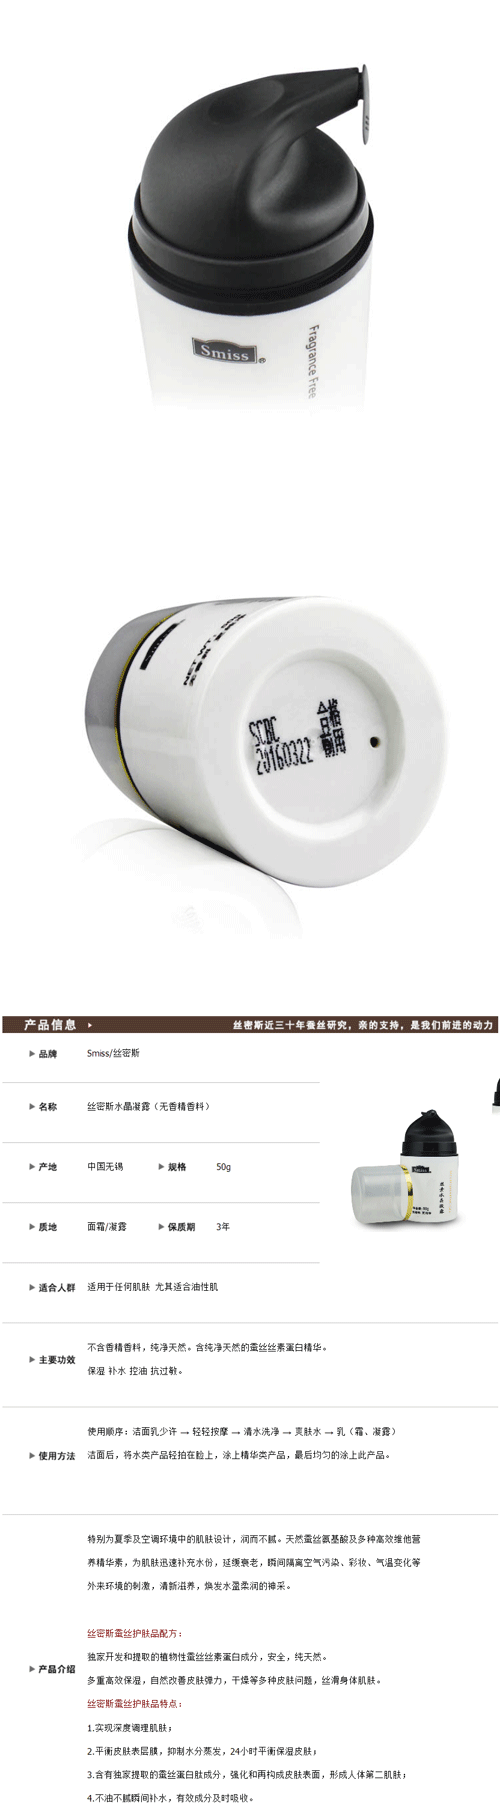 Smiss®
Fragrance Free
NET WT.
SCBC
20160322
合格
产品信息
丝密斯近三十年蚕丝研究，亲的支持，是我们前进的动力
品牌 Smiss/丝密斯
名称 丝密斯水晶凝露（无香精香料）
产地 中国无锡 规格 50g
质地 面霜/凝露 保质期 3年
适合人群 适用于任何肌肤 尤其适合油性肌
主要功效
不含香精香料，纯净天然。含纯净天然的蚕丝丝素蛋白精华。
保湿 补水 控油 抗过敏。
使用方法
使用顺序：洁面乳少许 → 轻轻按摩 → 清水洗净 → 爽肤水 → 乳（霜、凝露）
洁面后，将水类产品轻拍在脸上，涂上精华类产品，最后均匀的涂上此产品。
产品介绍
特别为夏季及空调环境中的肌肤设计，润而不腻。天然蚕丝氨基酸及多种高效维他营
养精华素，为肌肤迅速补充水份，延缓衰老，瞬间隔离空气污染、彩妆、气温变化等
外来环境的刺激，清新滋养，焕发水盈柔润的神采。
丝密斯蚕丝护肤品配方：
独家开发和提取的植物性蚕丝丝素蛋白成分，安全，纯天然。
多重高效保湿，自然改善皮肤弹力，干燥等多种皮肤问题，丝滑身体肌肤。
丝密斯蚕丝护肤品特点：
1.实现深度调理肌肤；
2.平衡皮肤表层膜，抑制水分蒸发，24小时平衡保湿皮肤；
3.含有独家提取的蚕丝蛋白肽成分，强化和再构成皮肤表面，形成人体第二肌肤；
4.不油不腻瞬间补水，有效成分及时吸收。